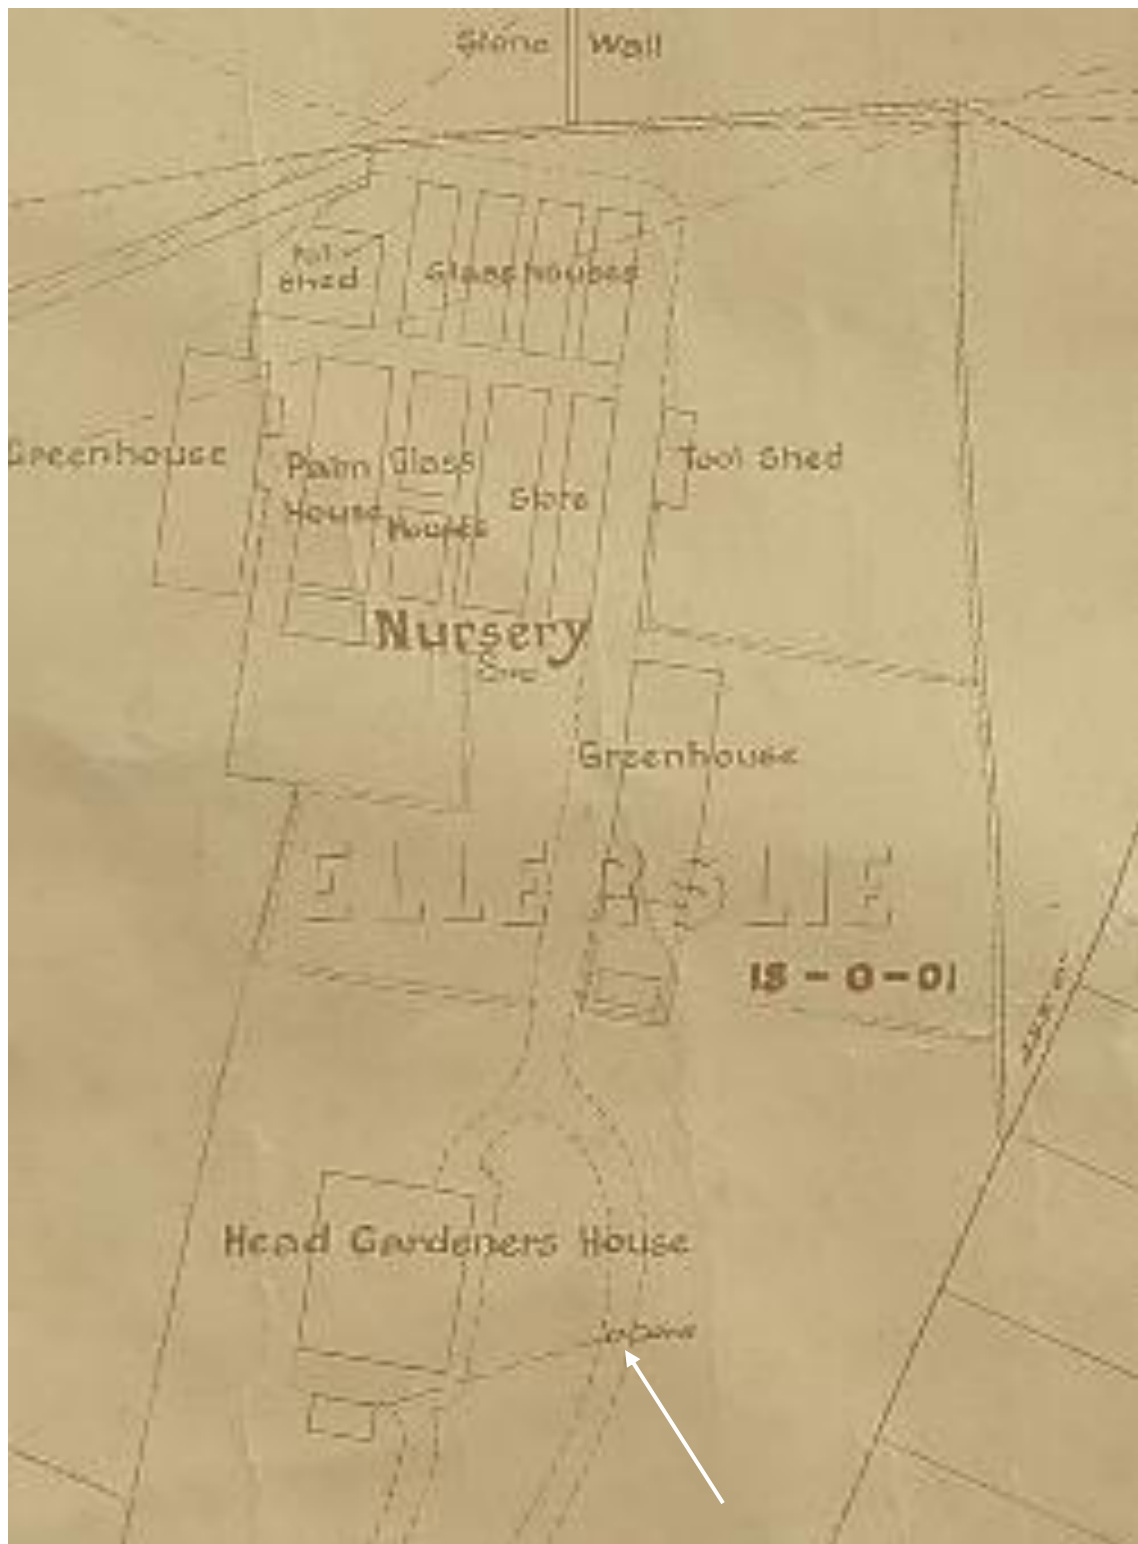 Stone Wall
Shed
Glasshouses
Greenhouse
Palm
House
Glass
Houses
Store
Tool Shed
Nursery
Greenhouse
ELLERSLIE
15-0-01
Head Gardeners House